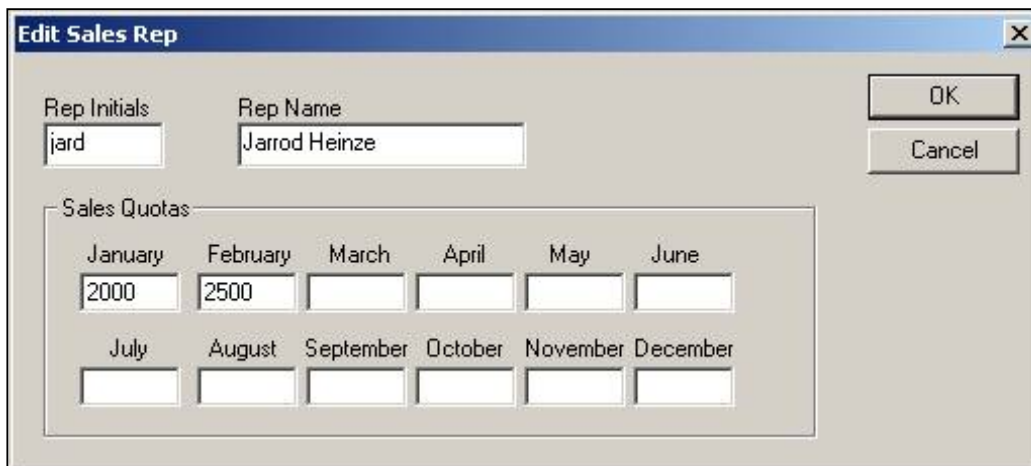 Edit Sales Rep
Rep Initials Rep Name
jard Jarrod Heinze
OK
Cancel
Sales Quotas
January February March April May June
2000 2500
July August September October November December